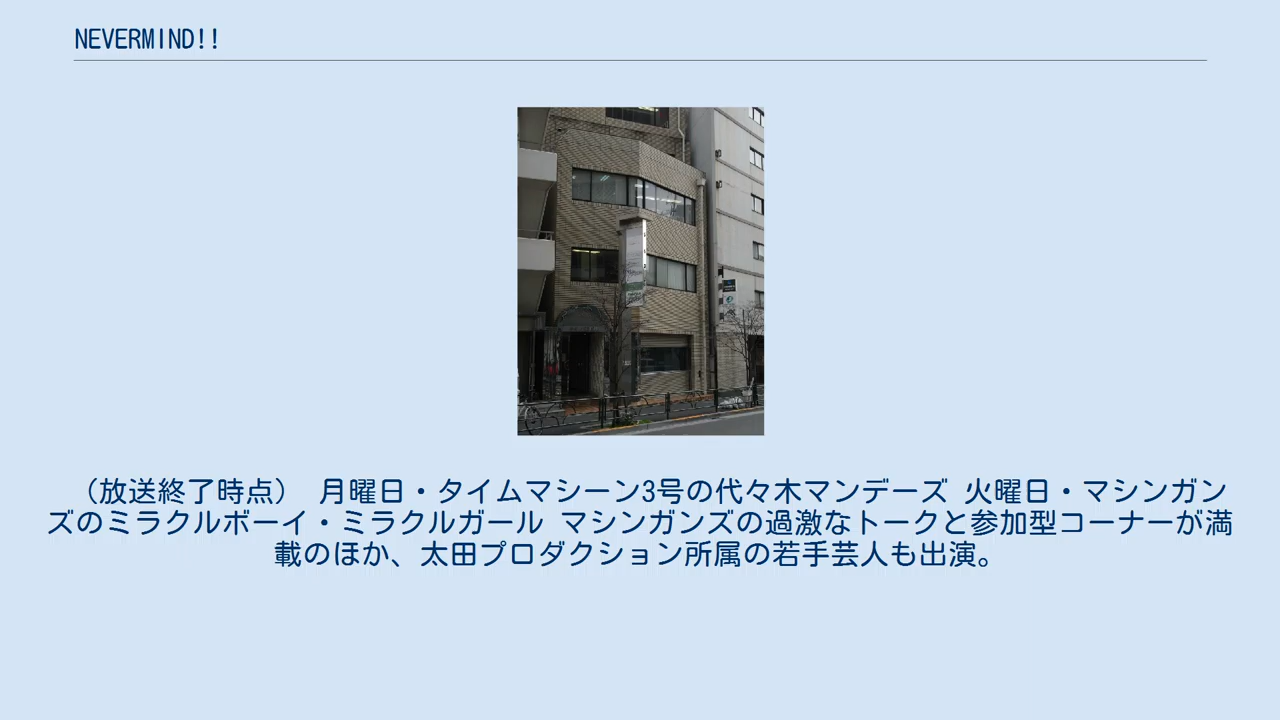 NEVERMIND!!
（放送終了時点） 月曜日・タイムマシーン3号の代々木マンデーズ 火曜日・マシンガン
ズのミラクルボーイ・ミラクルガール マシンガンズの過激なトークと参加型コーナーが満
載のほか、太田プロダクション所属の若手芸人も出演。